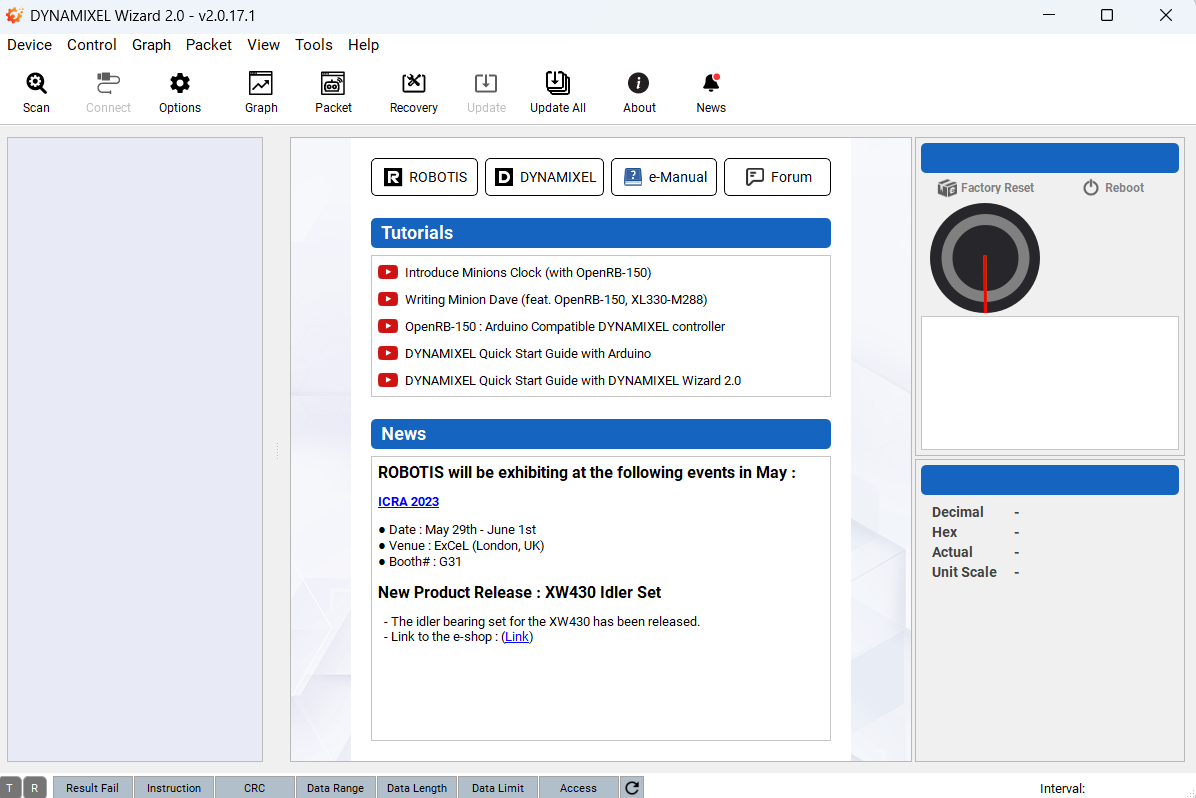 DYNAMIXEL Wizard 2.0 - v2.0.17.1
Device Control Graph Packet View Tools Help
Scan Connect Options Graph Packet Recovery Update Update All About News
ROBOTIS DYNAMIXEL e-Manual Forum
Tutorials
Introduce Minions Clock (with OpenRB-150)
Writing Minion Dave (feat. OpenRB-150, XL330-M288)
OpenRB-150 : Arduino Compatible DYNAMIXEL controller
DYNAMIXEL Quick Start Guide with Arduino
DYNAMIXEL Quick Start Guide with DYNAMIXEL Wizard 2.0
News
ROBOTIS will be exhibiting at the following events in May :
ICRA 2023
● Date : May 29th - June 1st
● Venue : ExCeL (London, UK)
● Booth# : G31
New Product Release : XW430 Idler Set
- The idler bearing set for the XW430 has been released.
- Link to the e-shop : (Link)
Factory Reset Reboot
Decimal -
Hex -
Actual -
Unit Scale -
T R Result Fail Instruction CRC Data Range Data Length Data Limit Access Interval: